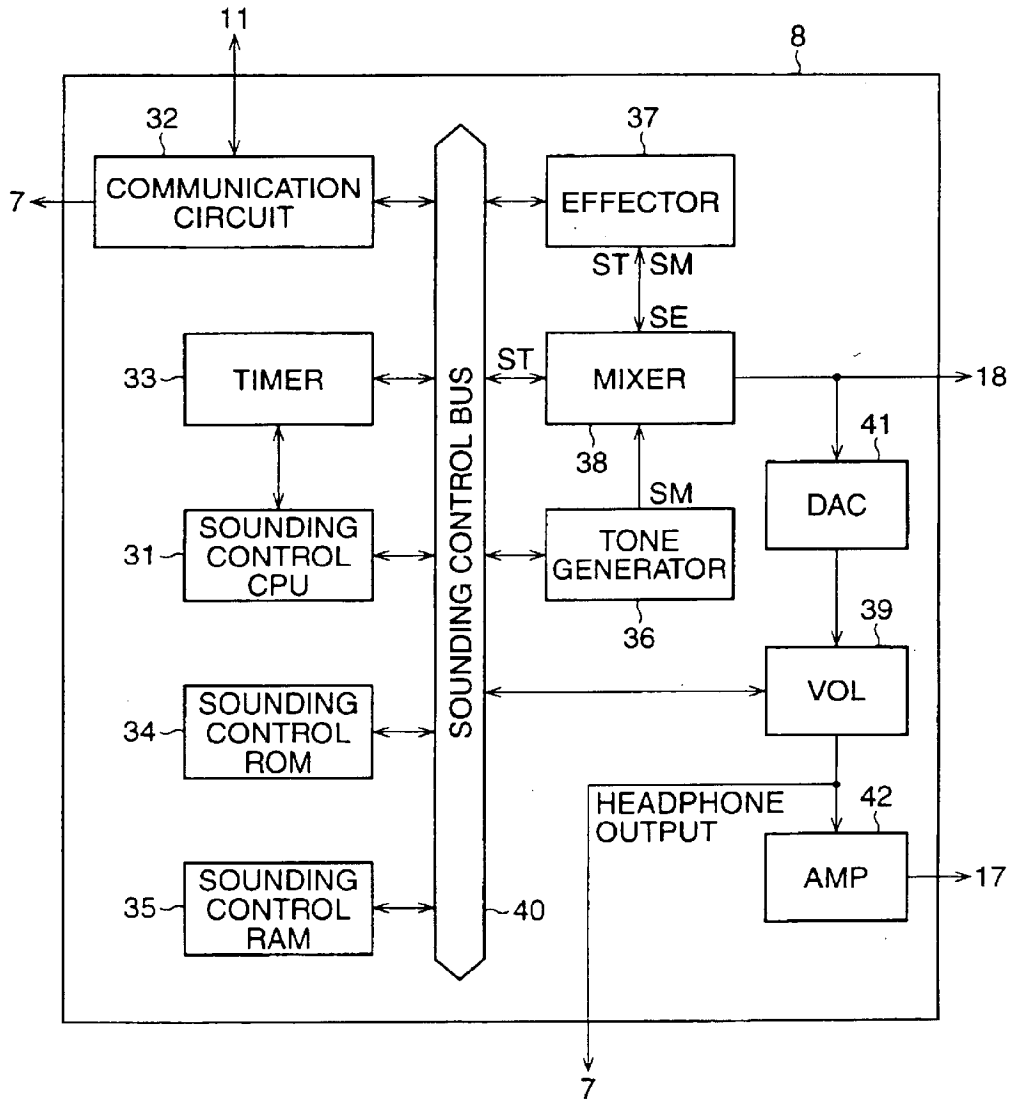 11
8
32
37
COMMUNICATION
CIRCUIT
7
EFFECTOR
ST SM
SE
33
TIMER
ST
MIXER
18
38
41
SM
DAC
31
SOUNDING
CONTROL
CPU
SOUNDING CONTROL BUS
TONE
GENERATOR
36
39
VOL
34
SOUNDING
CONTROL
ROM
HEADPHONE
OUTPUT
42
35
SOUNDING
CONTROL
RAM
40
AMP
17
7